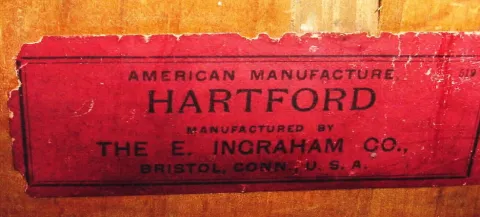 AMERICAN MANUFACTURE,
HARTFORD
MANUFACTURED BY
THE E. INGRAHAM CO.,
BRISTOL, CONN., U. S. A.